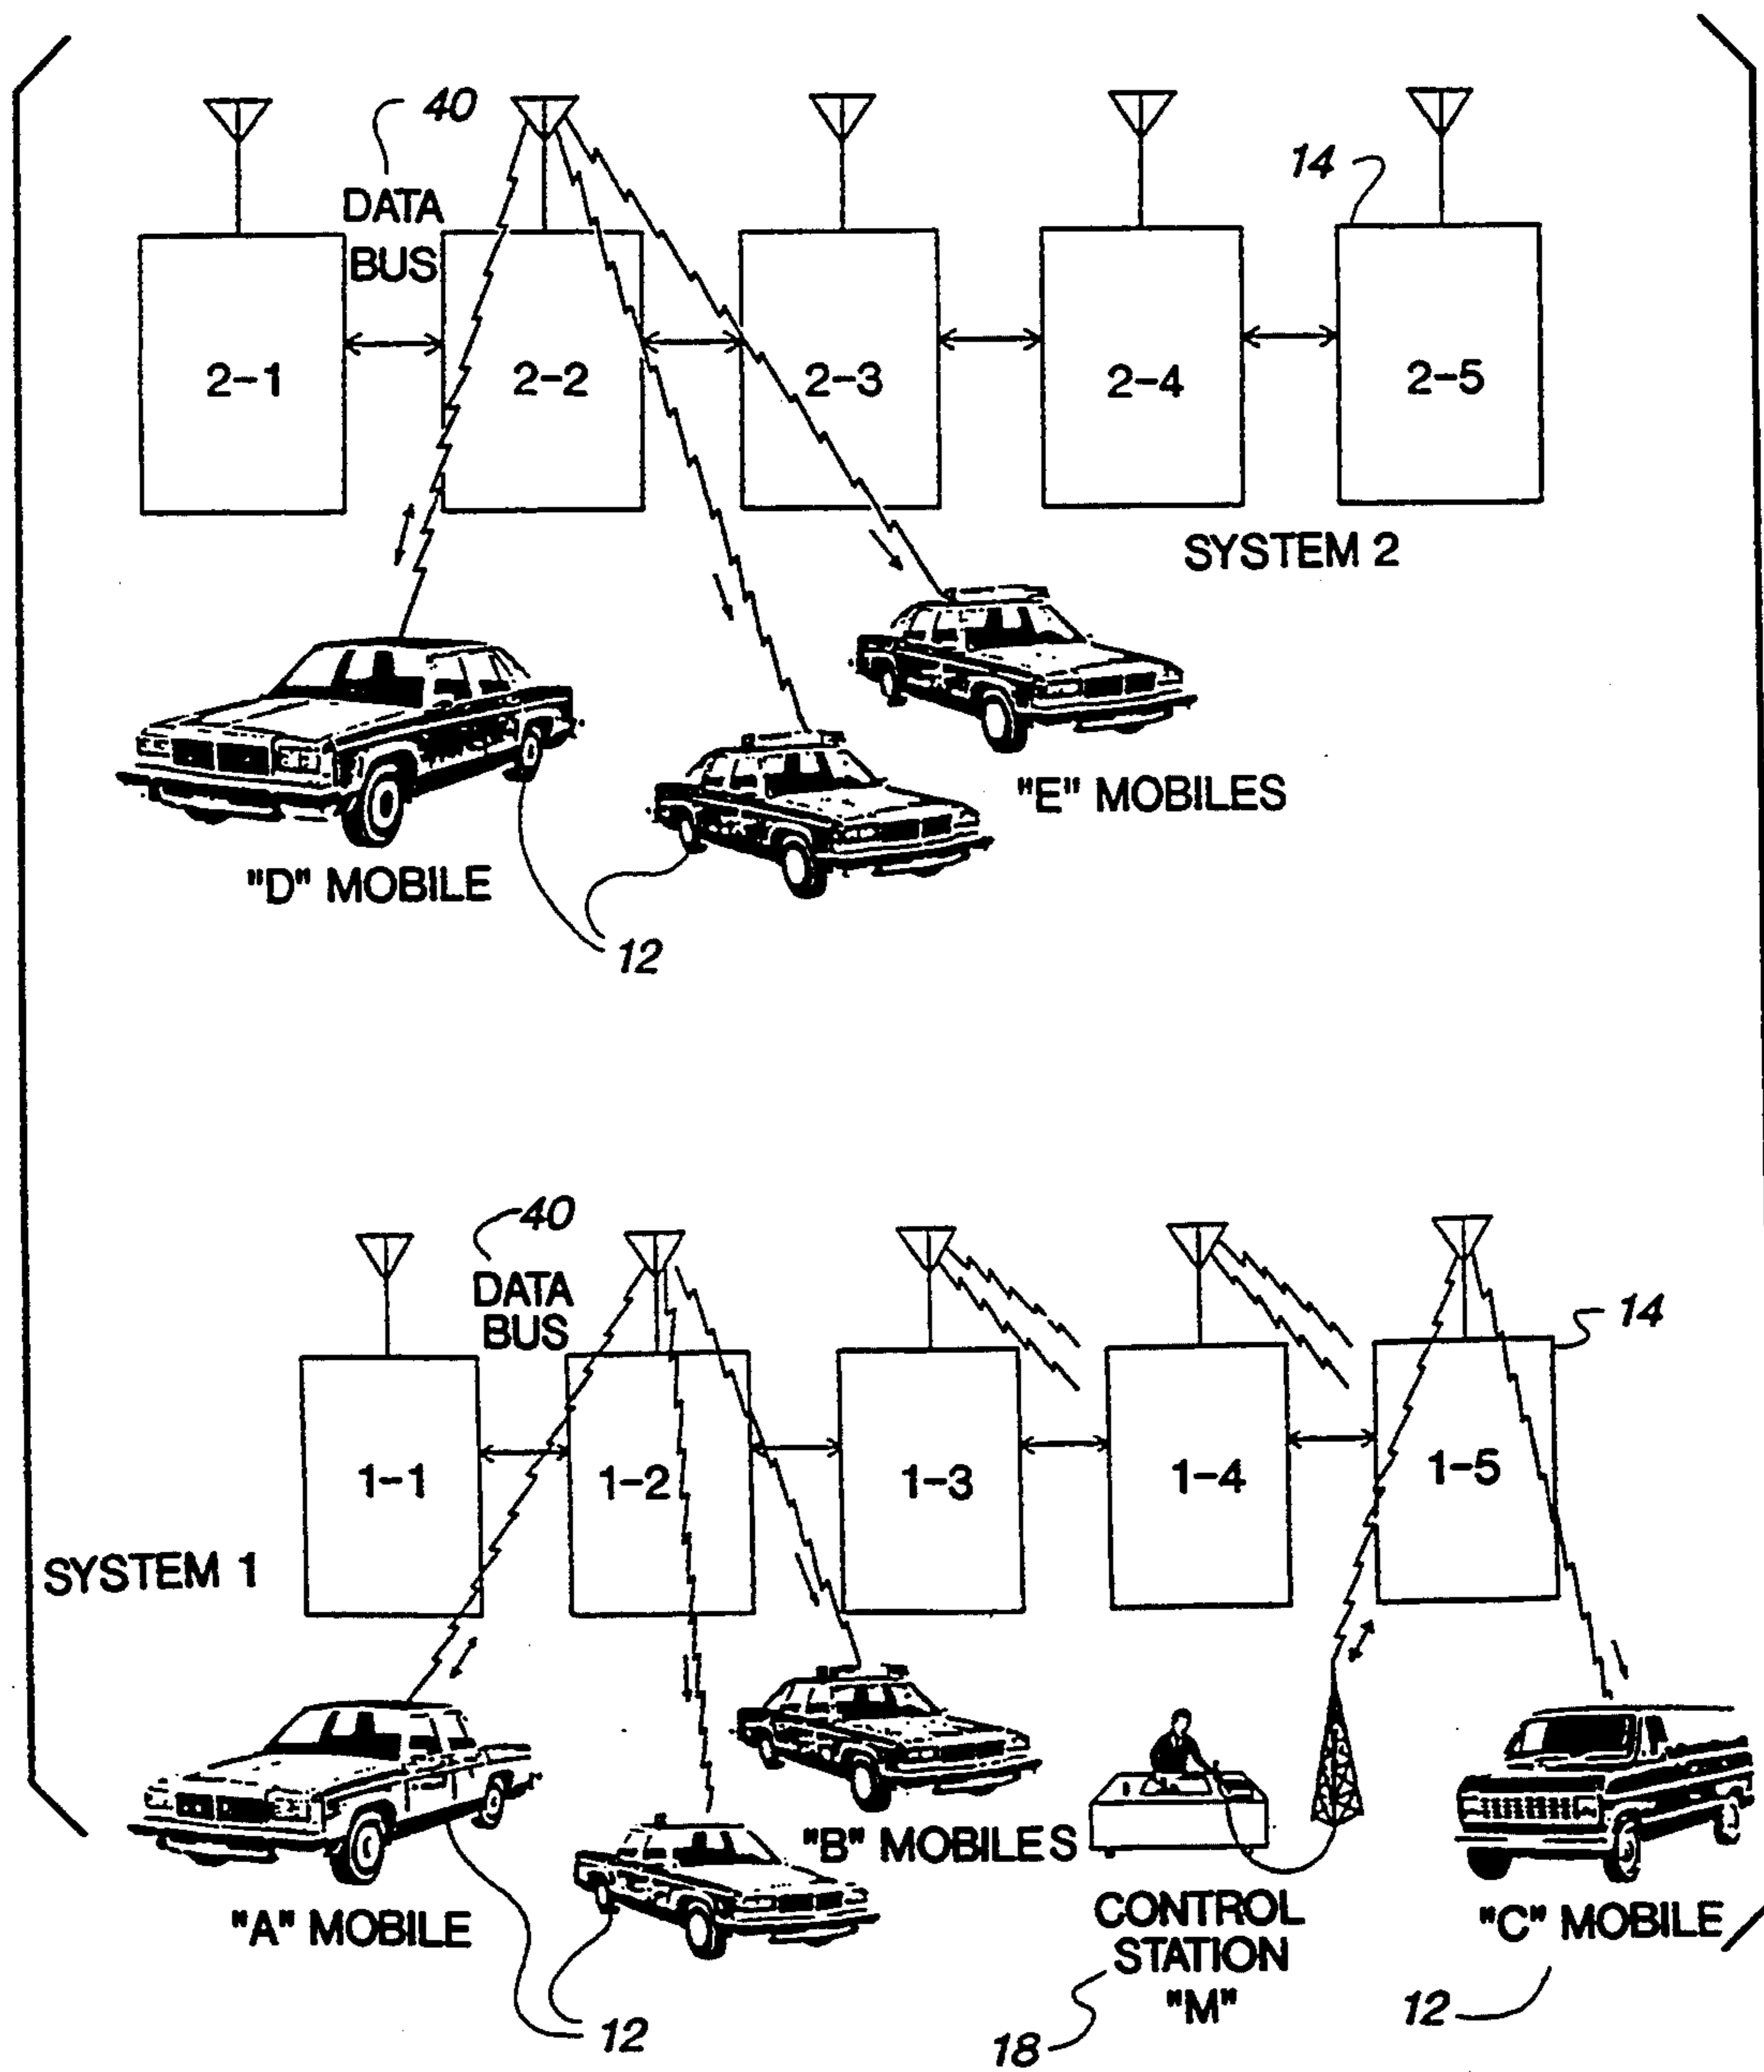 40
14
DATA
BUS
2-1
2-2
2-3
2-4
2-5
SYSTEM 2
"E" MOBILES
"D" MOBILE
12
40
DATA
BUS
14
1-1
1-2
1-3
1-4
1-5
SYSTEM 1
"B" MOBILES
"A" MOBILE
CONTROL
STATION
"M"
"C" MOBILE
12
18
12